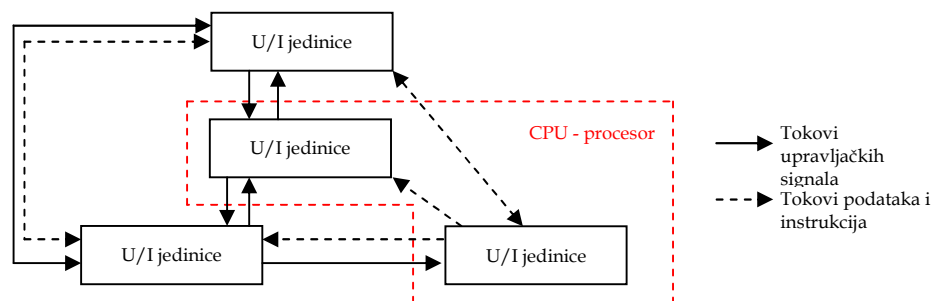 U/I jedinice
CPU - procesor
U/I jedinice
U/I jedinice
U/I jedinice
Tokovi
upravljačkih
signala
Tokovi podataka i
instrukcija